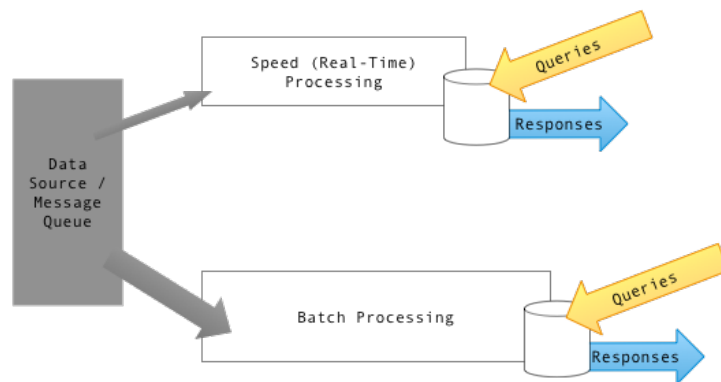 Speed (Real-Time)
Processing
Queries
Responses
Data
Source /
Message
Queue
Queries
Batch Processing
Responses